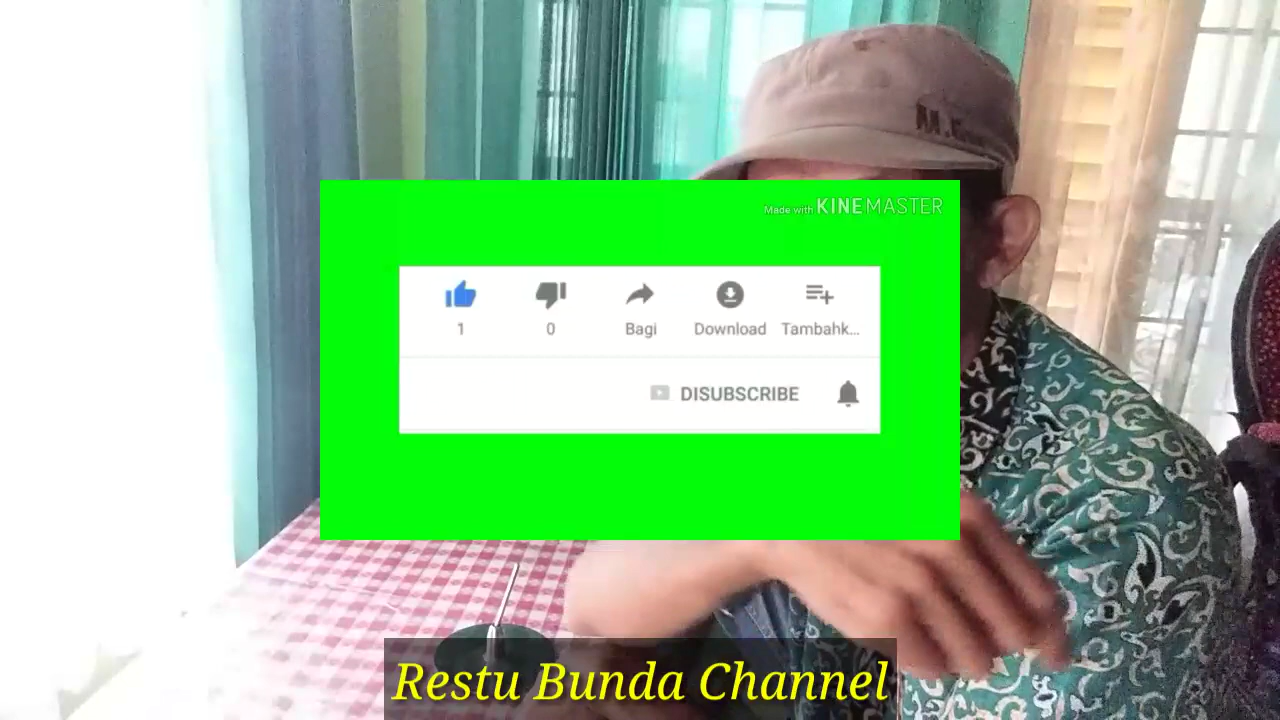 Made with KINEMASTER
1 0 Bagi Download Tambahk...
DISUBSCRIBE
Restu Bunda Channel